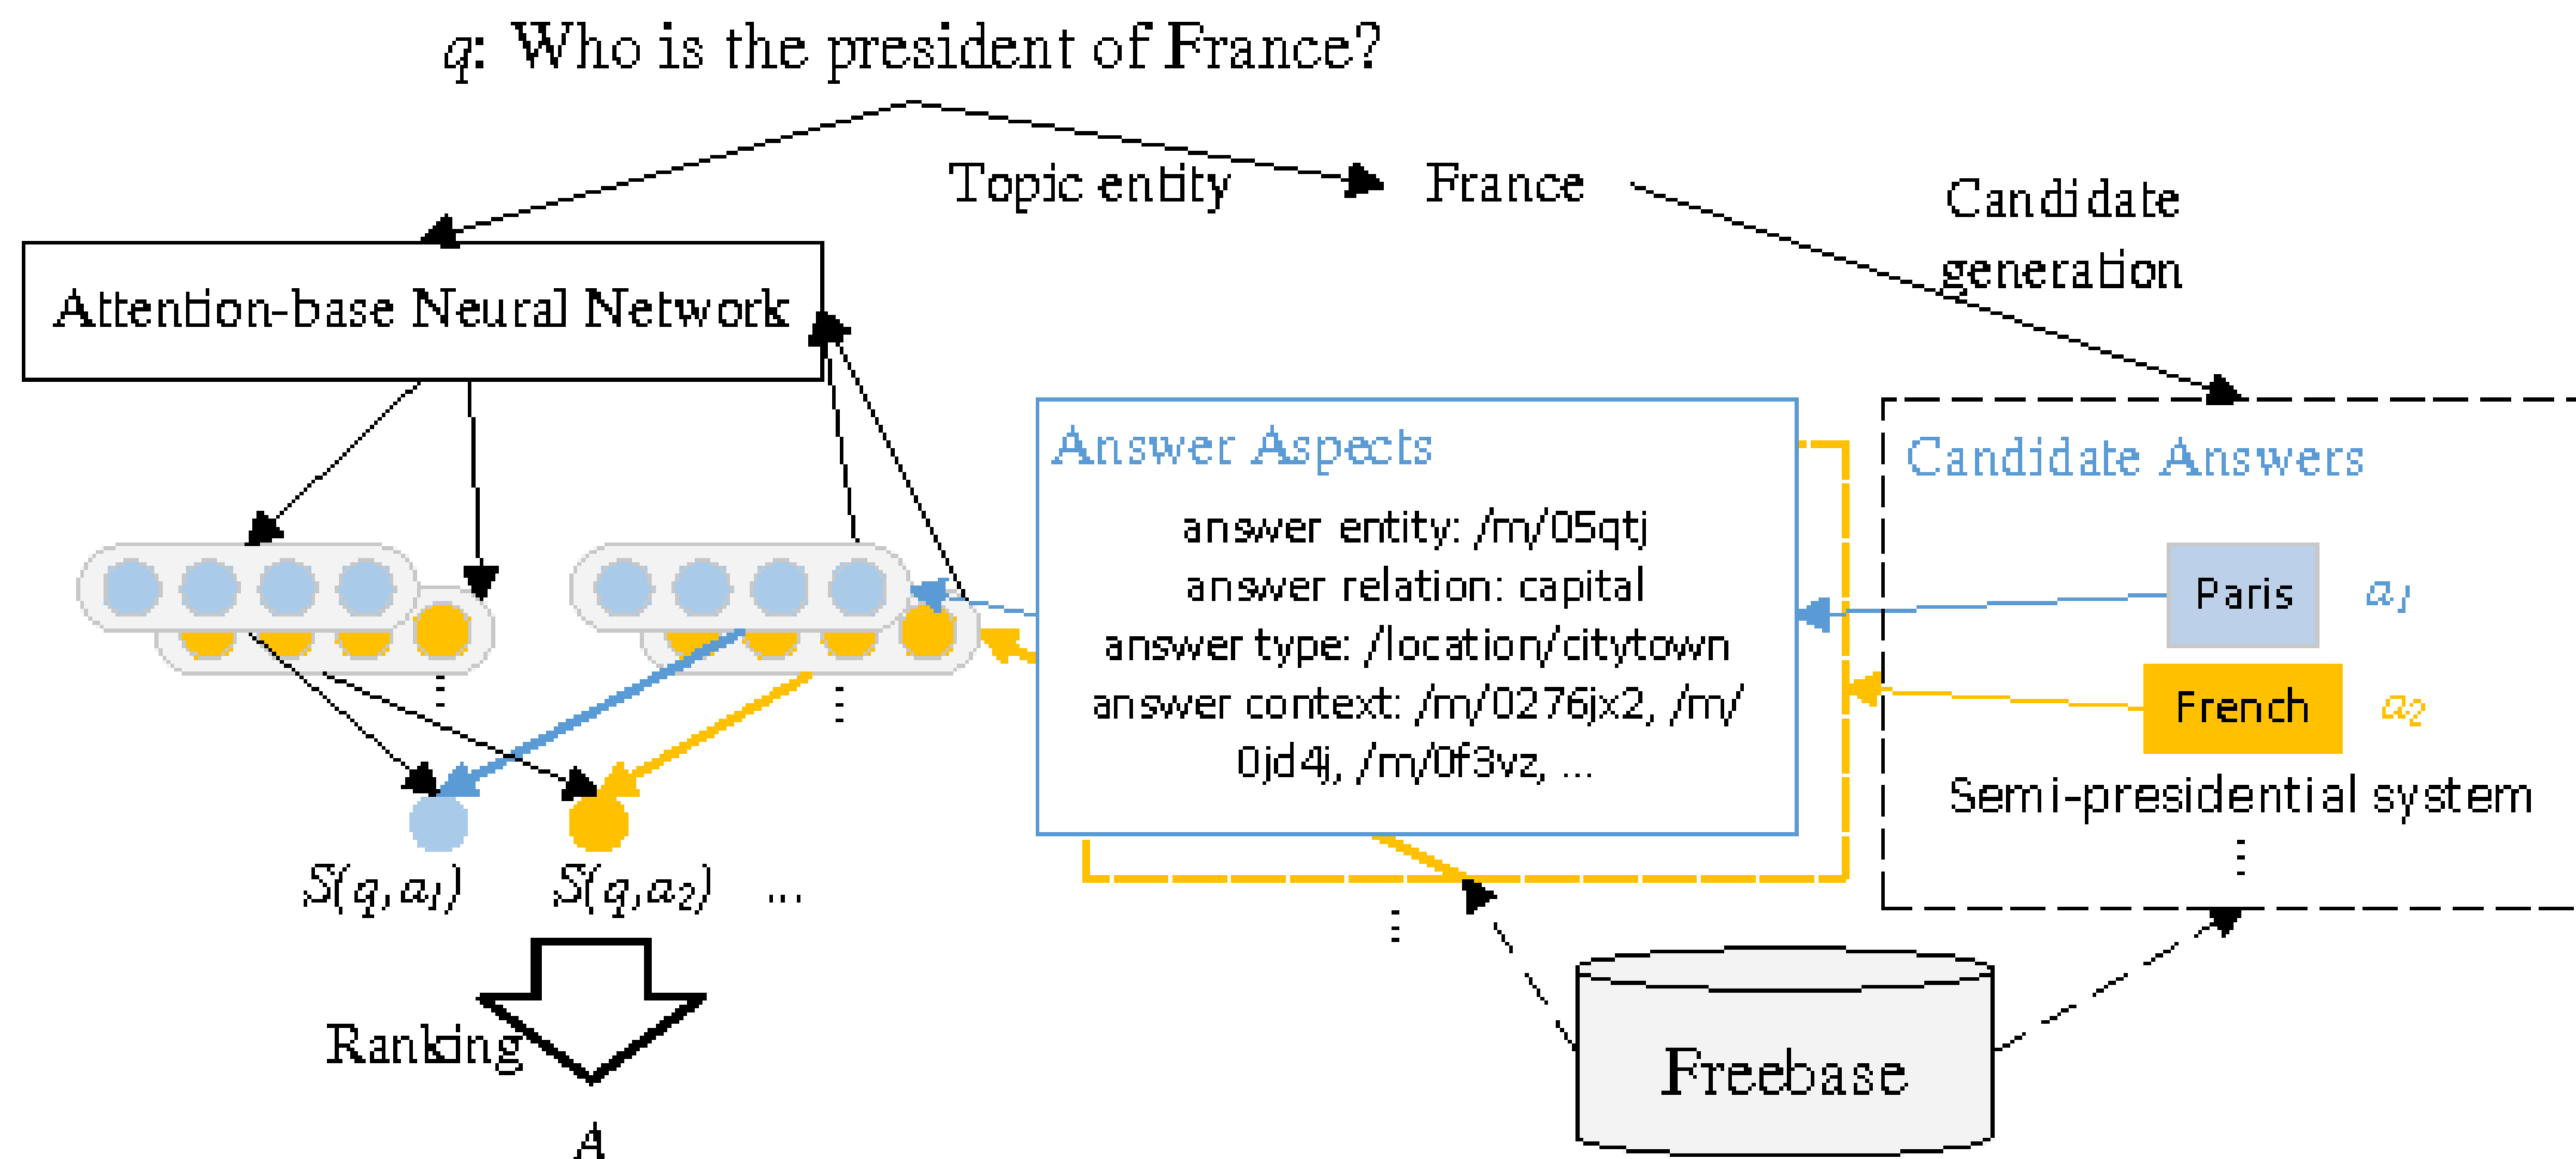 q: Who is the president of France?
Topic entity
France
Candidate
generation
Attention-base Neural Network
Answer Aspects
answer entity: /m/05qtj
answer relation: capital
answer type: /location/citytown
answer context: /m/0276jx2, /m/
0jd4j, /m/0f3vz, ...
Candidate Answers
Paris a1
French a2
Semi-presidential system
⋮
S(q,a1) S(q,a2) ...
Ranking
A
Freebase